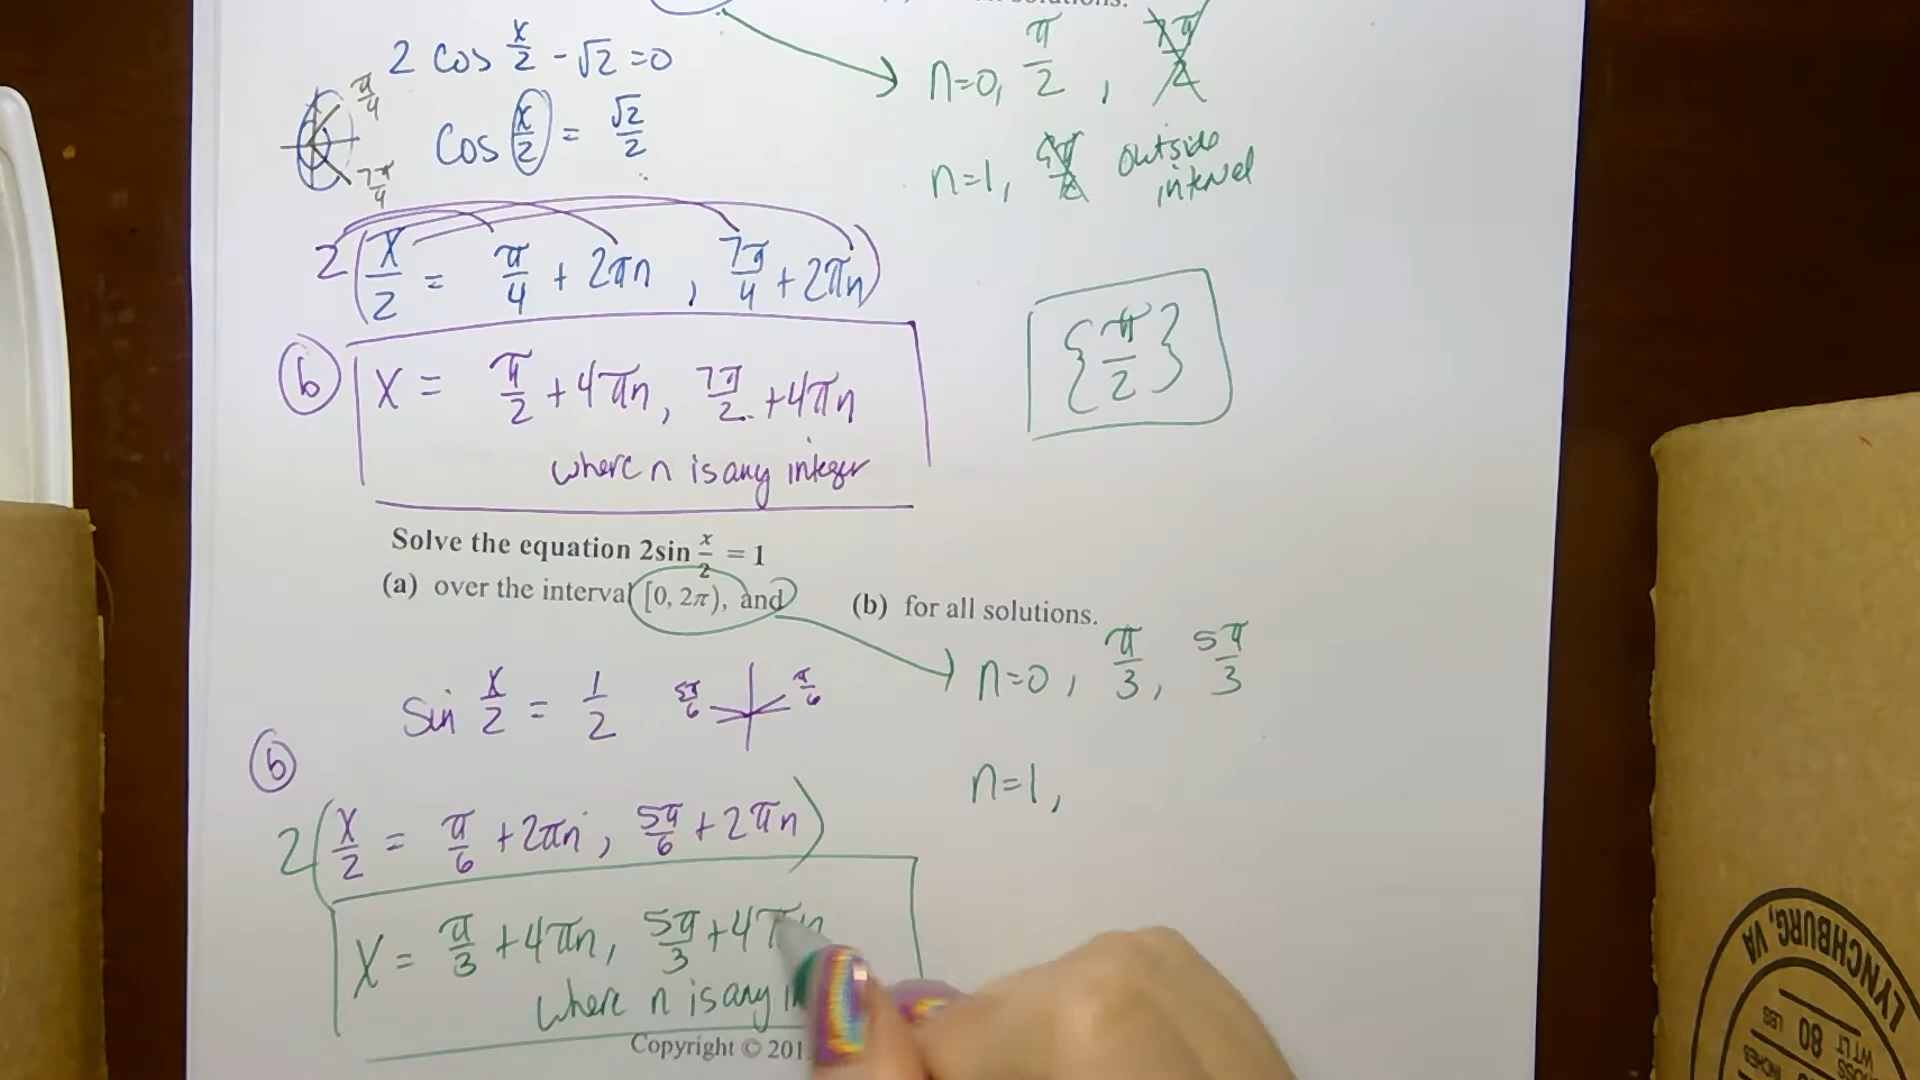 2 cos x/2 - √2 = 0
π/4
cos x/2 = √2/2
7π/4
2(x/2 = π/4 + 2πn, 7π/4 + 2πn)
b
x = π/2 + 4πn, 7π/2 + 4πn
where n is any integer
n=0, π/2, 7π/2
n=1, outside
interval
{π/2}
Solve the equation 2sin x/2 = 1
(a) over the interval [0, 2π), and (b) for all solutions.
sin x/2 = 1/2 5π/6 π/6
n=0, π/3, 5π/3
b
n=1,
2(x/2 = π/6 + 2πn, 5π/6 + 2πn)
x = π/3 + 4πn, 5π/3 + 4πn
where n is any
Copyright © 201
LYNCHBURG, VA
80 LBS
WT LT